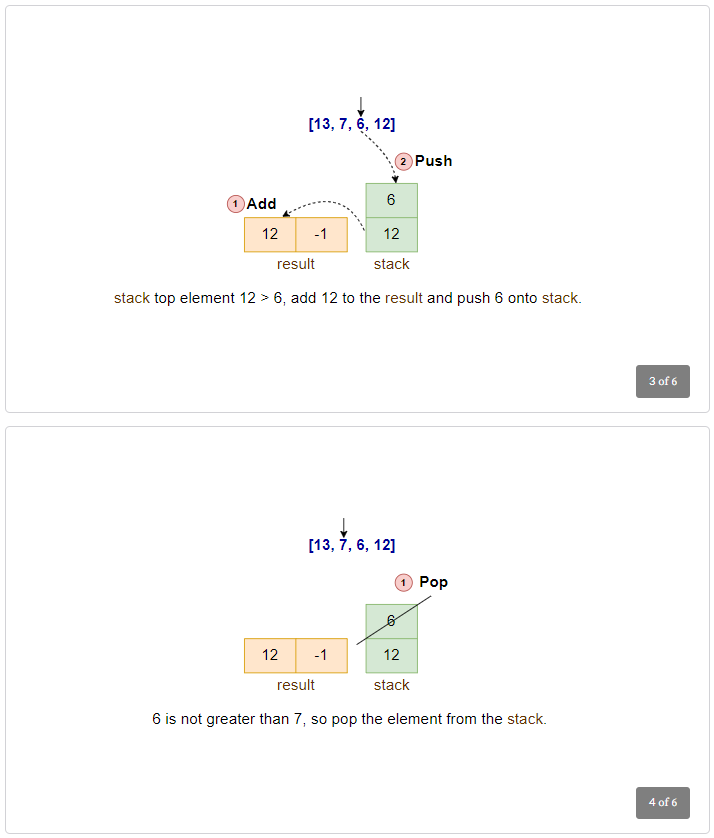 [13, 7, 6, 12]
2 Push
1 Add
6
12 -1 12
result stack
stack top element 12 > 6, add 12 to the result and push 6 onto stack.
3 of 6
[13, 7, 6, 12]
1 Pop
6
12 -1 12
result stack
6 is not greater than 7, so pop the element from the stack.
4 of 6